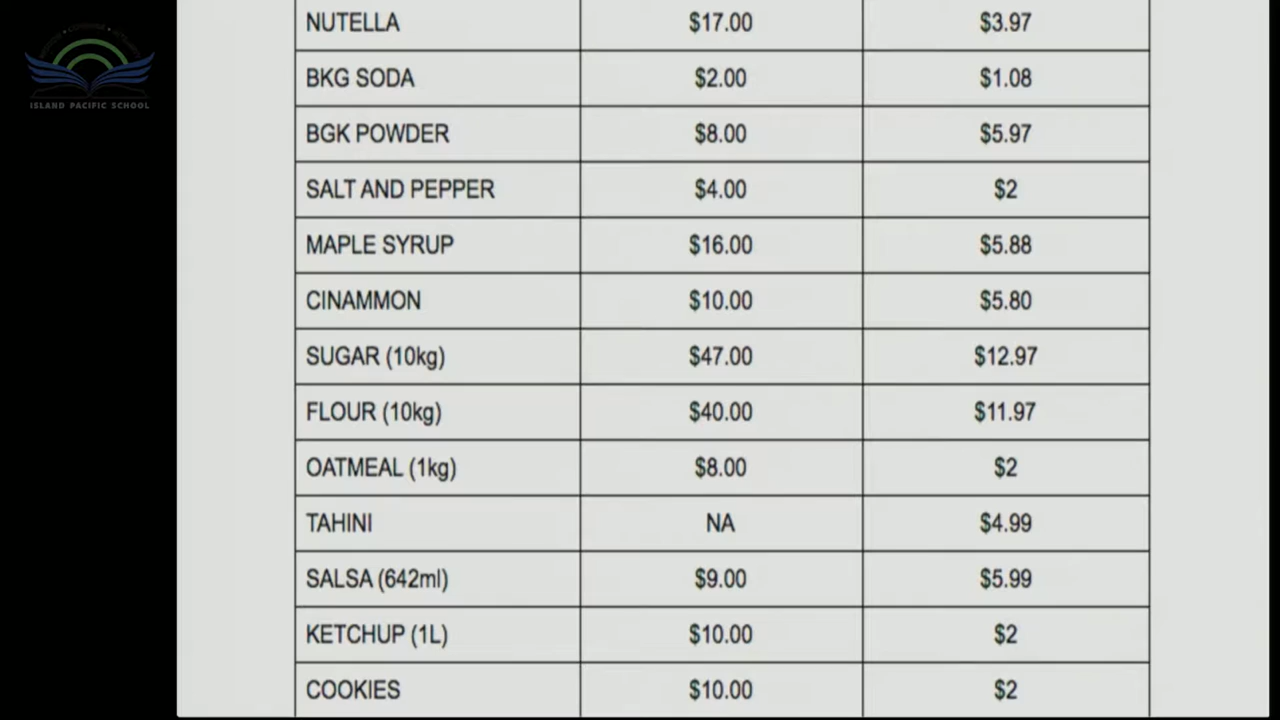 ISLAND PACIFIC SCHOOL
NUTELLA $17.00 $3.97
BKG SODA $2.00 $1.08
BGK POWDER $8.00 $5.97
SALT AND PEPPER $4.00 $2
MAPLE SYRUP $16.00 $5.88
CINAMMON $10.00 $5.80
SUGAR (10kg) $47.00 $12.97
FLOUR (10kg) $40.00 $11.97
OATMEAL (1kg) $8.00 $2
TAHINI NA $4.99
SALSA (642ml) $9.00 $5.99
KETCHUP (1L) $10.00 $2
COOKIES $10.00 $2